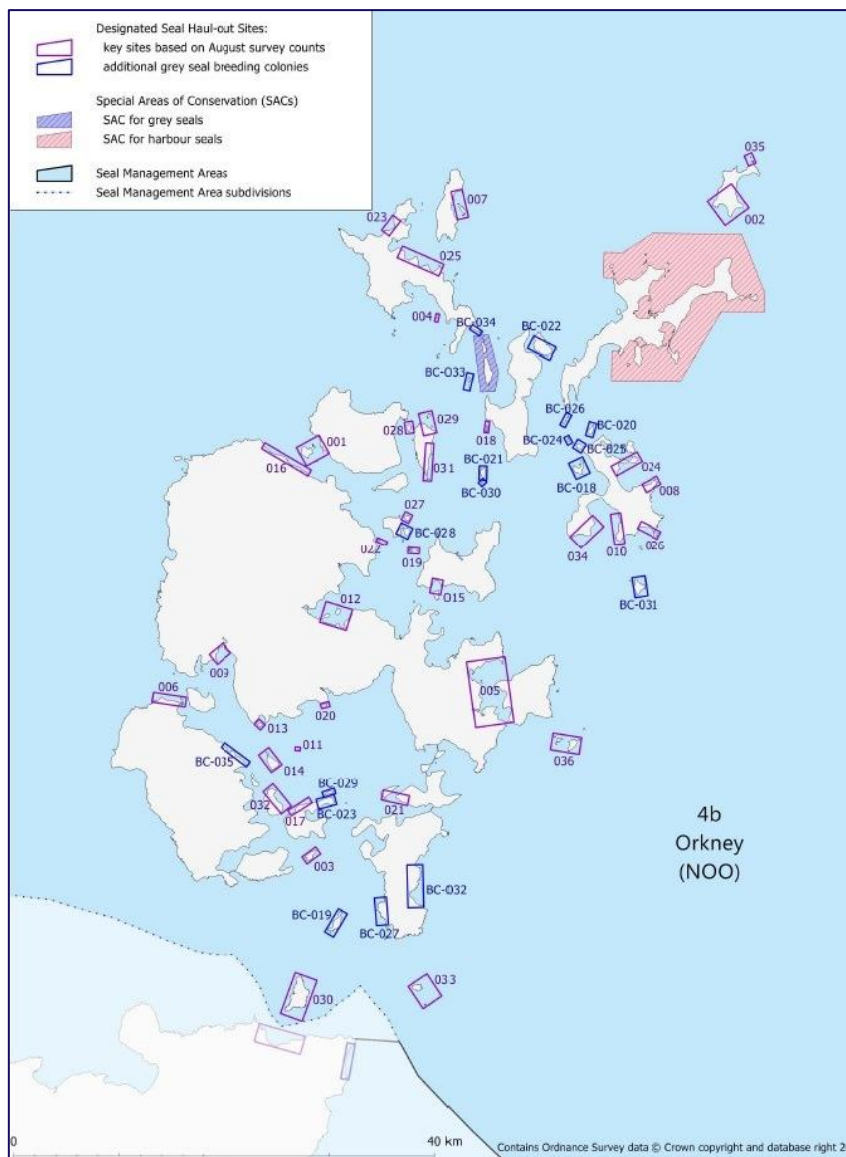 Designated Seal Haul-out Sites:
key sites based on August survey counts
additional grey seal breeding colonies
Special Areas of Conservation (SACs)
SAC for grey seals
SAC for harbour seals
Seal Management Areas
Seal Management Area subdivisions
035
002
007
023
025
004
BC-034
BC-022
BC-O33
BC-026
BC-020
028
029
018
BC-024
BC-025
001
016
031
BC-021
BC-030
BC-018
024
008
027
BC-028
022
019
034
010
026
O15
BC-031
012
009
006
005
020
013
011
036
BC-035
014
BC-029
032
017
BC-023
021
003
4b
Orkney
(NOO)
BC-O32
BC-019
BC-027
033
030
0
40 km
Contains Ordnance Survey data © Crown copyright and database right 2